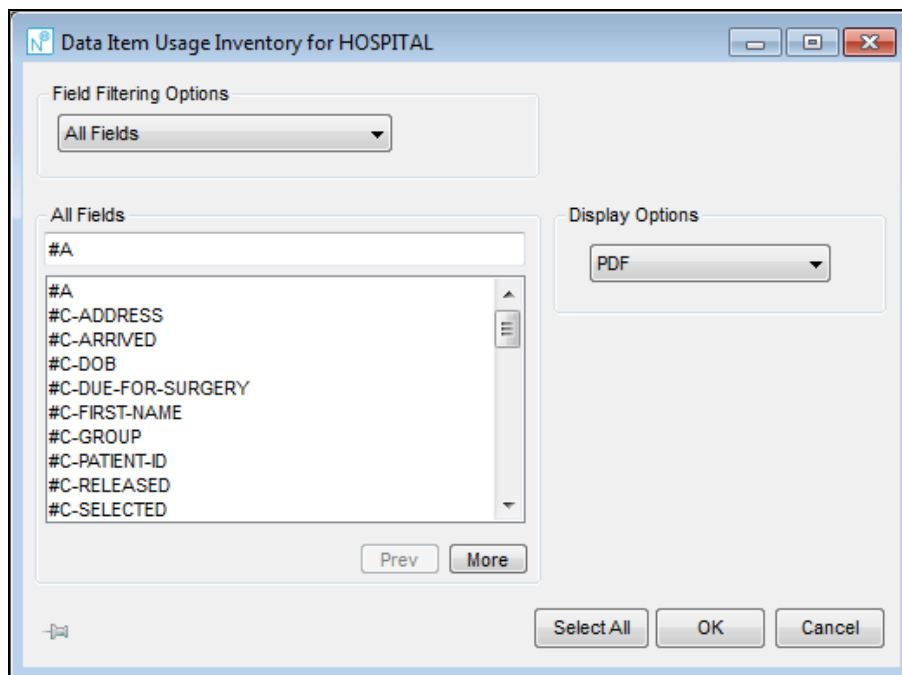 Data Item Usage Inventory for HOSPITAL
Field Filtering Options
All Fields
All Fields
#A
#A
#C-ADDRESS
#C-ARRIVED
#C-DOB
#C-DUE-FOR-SURGERY
#C-FIRST-NAME
#C-GROUP
#C-PATIENT-ID
#C-RELEASED
#C-SELECTED
Prev More
Display Options
PDF
Select All OK Cancel